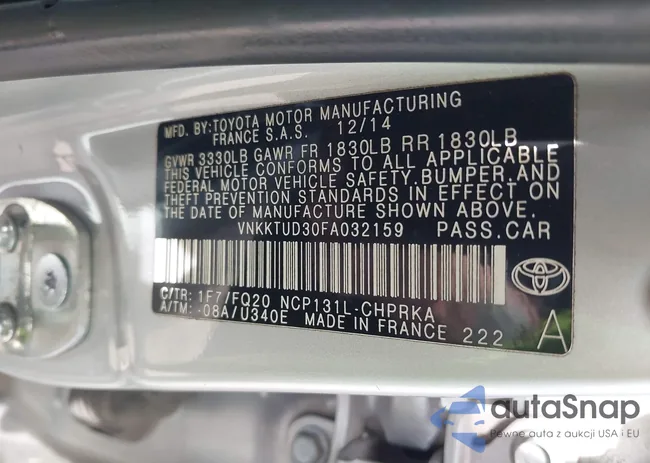 MFD. BY: TOYOTA MOTOR MANUFACTURING
FRANCE S.A.S. 12/14
GVWR 3330LB GAWR FR 1830LB RR 1830LB
THIS VEHICLE CONFORMS TO ALL APPLICABLE
FEDERAL MOTOR VEHICLE SAFETY, BUMPER, AND
THEFT PREVENTION STANDARDS IN EFFECT ON
THE DATE OF MANUFACTURE SHOWN ABOVE.
VNKKTUD30FA032159 PASS.CAR
C/TR: 1F7/FQ20 NCP131L-CHPRKA
A/TM: -08A/U340E MADE IN FRANCE 222 A
autaSnap
Pewne auta z aukcji USA i EU